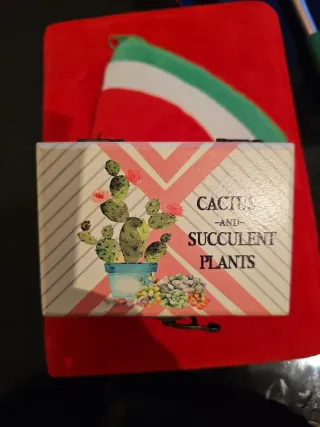 CACTUS
-AND-
SUCCULENT
PLANTS